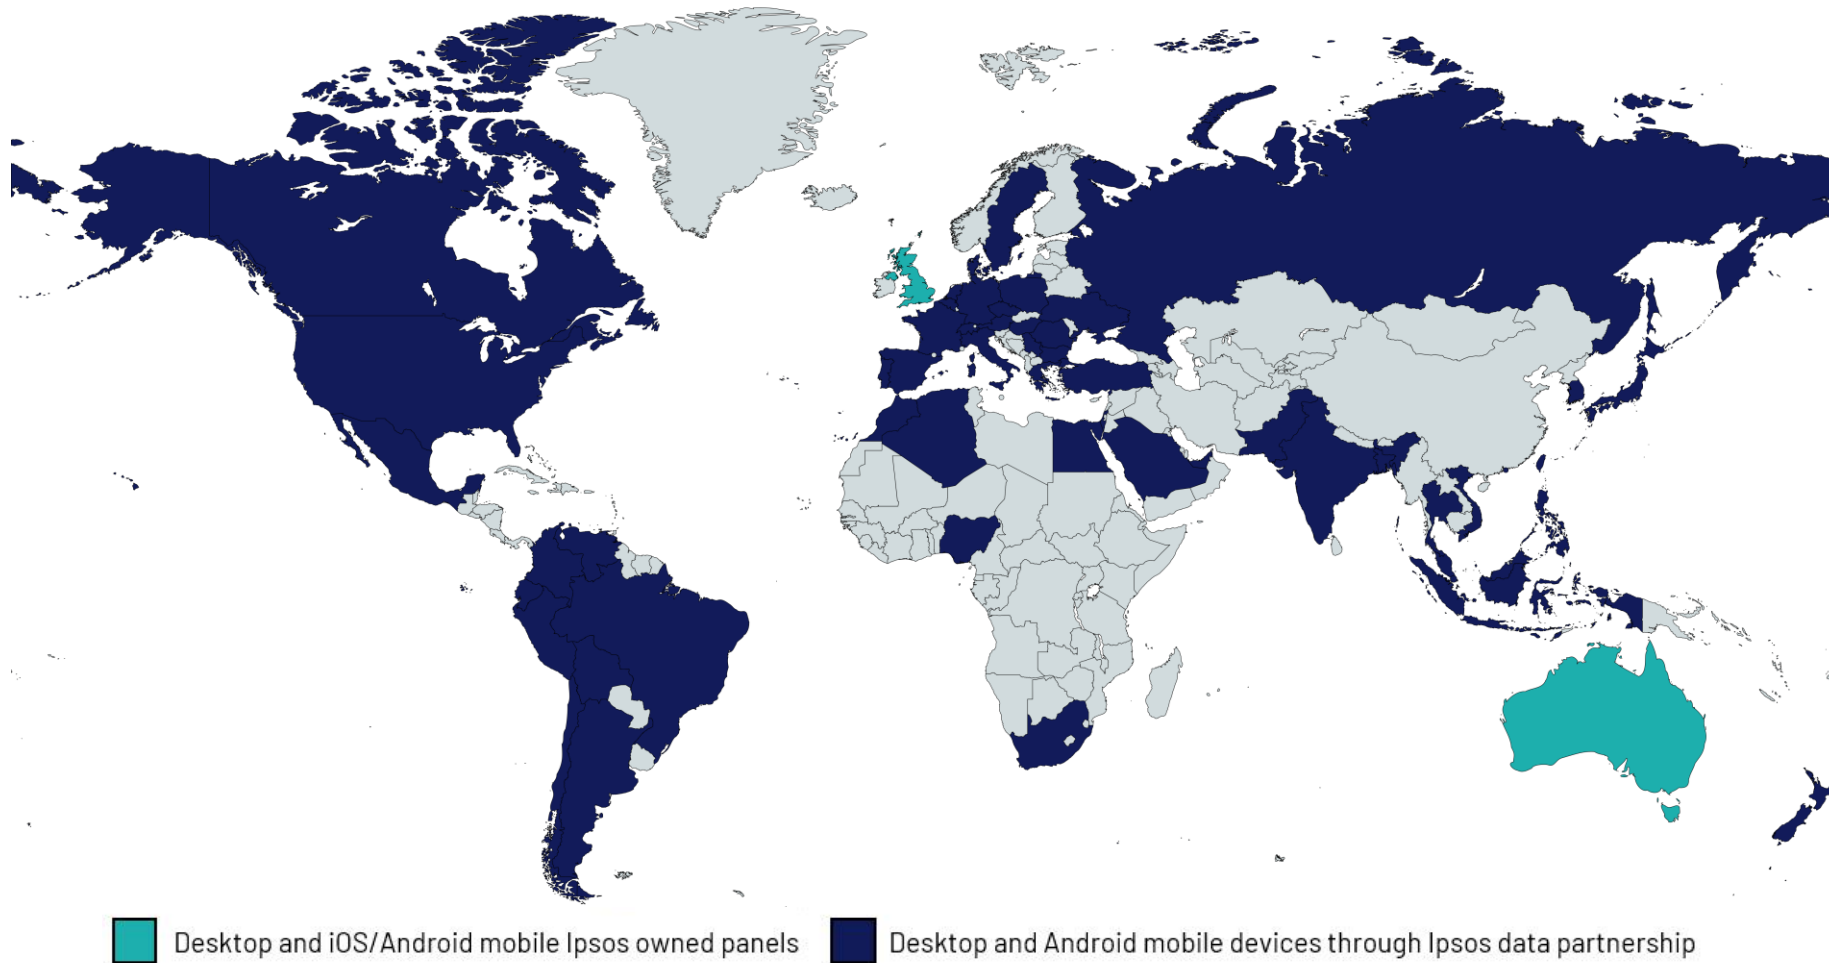 Desktop and iOS/Android mobile Ipsos owned panels
Desktop and Android mobile devices through Ipsos data partnership